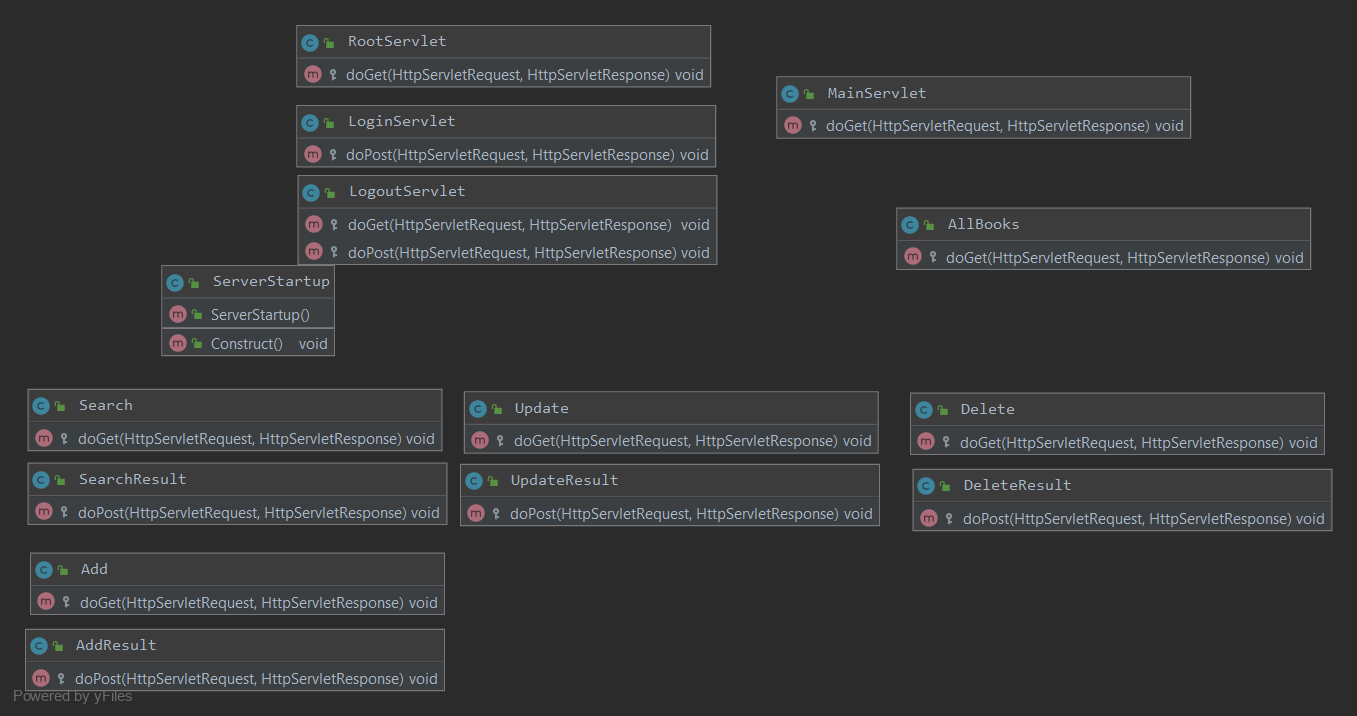 RootServlet
doGet(HttpServletRequest, HttpServletResponse) void
MainServlet
doGet(HttpServletRequest, HttpServletResponse) void
LoginServlet
doPost(HttpServletRequest, HttpServletResponse) void
LogoutServlet
doGet(HttpServletRequest, HttpServletResponse) void
doPost(HttpServletRequest, HttpServletResponse) void
AllBooks
doGet(HttpServletRequest, HttpServletResponse) void
ServerStartup
ServerStartup()
Construct() void
Search
doGet(HttpServletRequest, HttpServletResponse) void
SearchResult
doPost(HttpServletRequest, HttpServletResponse) void
Update
doGet(HttpServletRequest, HttpServletResponse) void
UpdateResult
doPost(HttpServletRequest, HttpServletResponse) void
Delete
doGet(HttpServletRequest, HttpServletResponse) void
DeleteResult
doPost(HttpServletRequest, HttpServletResponse) void
Add
doGet(HttpServletRequest, HttpServletResponse) void
AddResult
doPost(HttpServletRequest, HttpServletResponse) void
Powered by yFiles